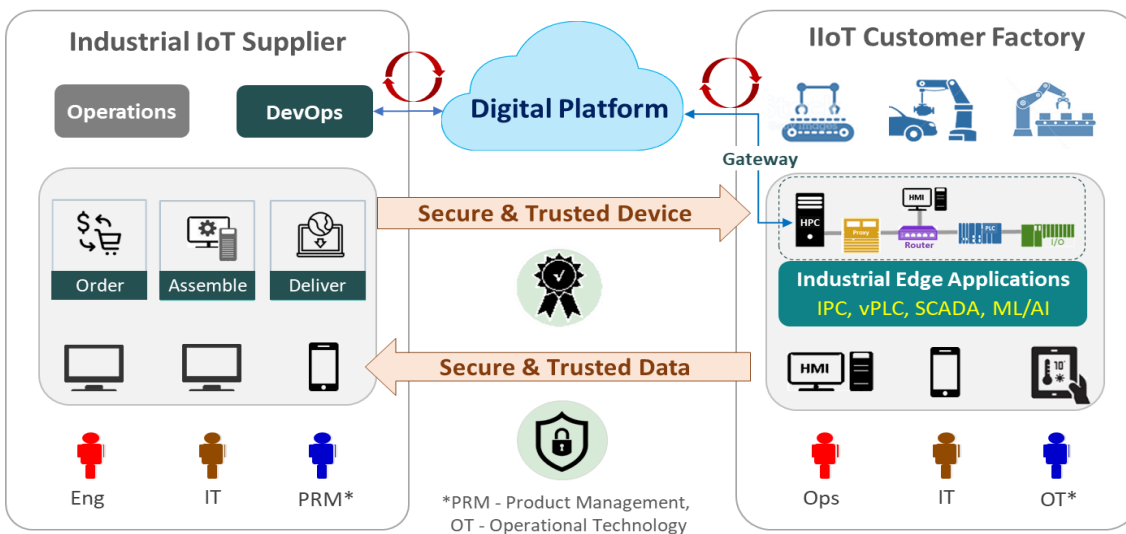 Industrial IoT Supplier
Operations
DevOps
Digital Platform
IIoT Customer Factory
Gateway
$
Order
Assemble
Deliver
Secure & Trusted Device
HPC
Proxy
HMI
Router
PLC
I/O
Industrial Edge Applications
IPC, vPLC, SCADA, ML/AI
Secure & Trusted Data
HMI
10°
Eng
IT
PRM*
Ops
IT
OT*
*PRM - Product Management,
OT - Operational Technology